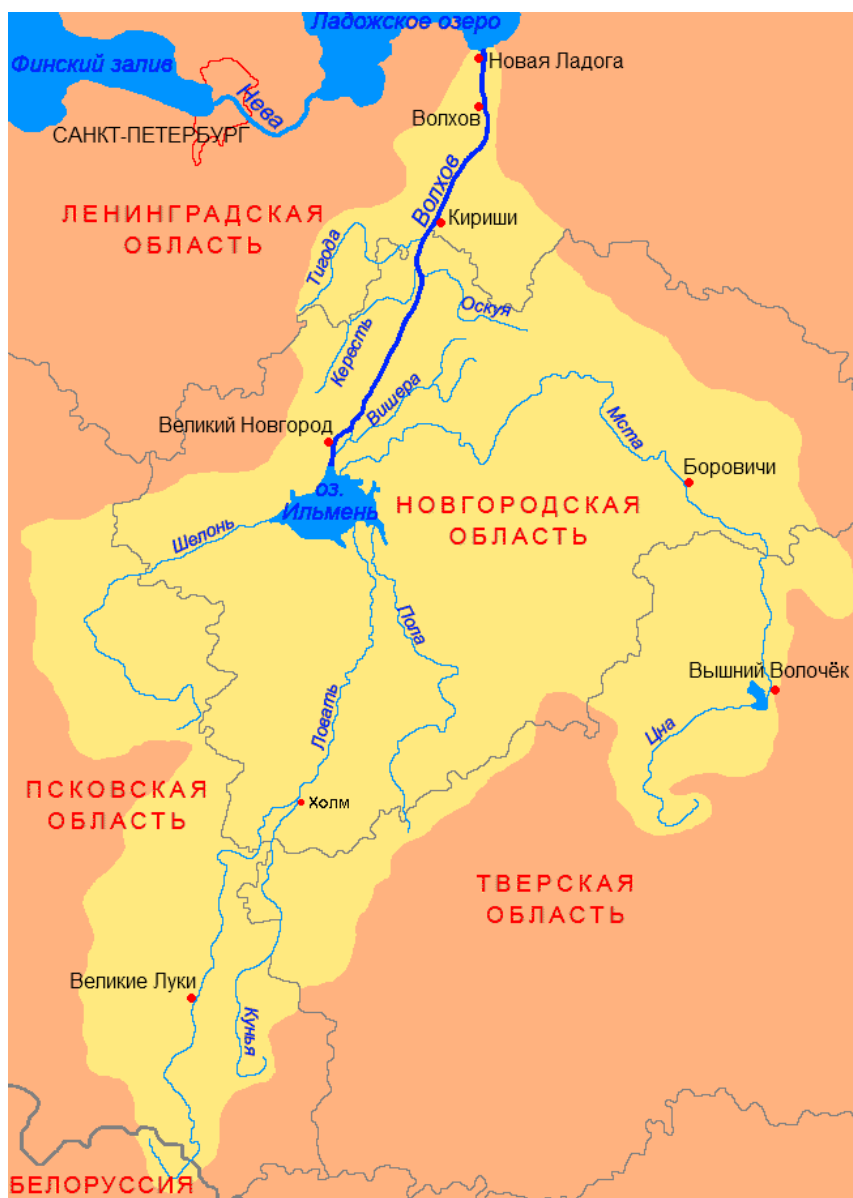 Ладожское озеро
Финский залив
Новая Ладога
Нева
Волхов
САНКТ-ПЕТЕРБУРГ
Волхов
ЛЕНИНГРАДСКАЯ
ОБЛАСТЬ
Кириши
Тигода
Оскуя
Кересть
Вишера
Мста
Великий Новгород
Боровичи
оз.
Ильмень
НОВГОРОДСКАЯ
ОБЛАСТЬ
Шелонь
Пола
Вышний Волочёк
Ловать
Цна
ПСКОВСКАЯ
ОБЛАСТЬ
Холм
ТВЕРСКАЯ
ОБЛАСТЬ
Великие Луки
Кунья
БЕЛОРУССИЯ